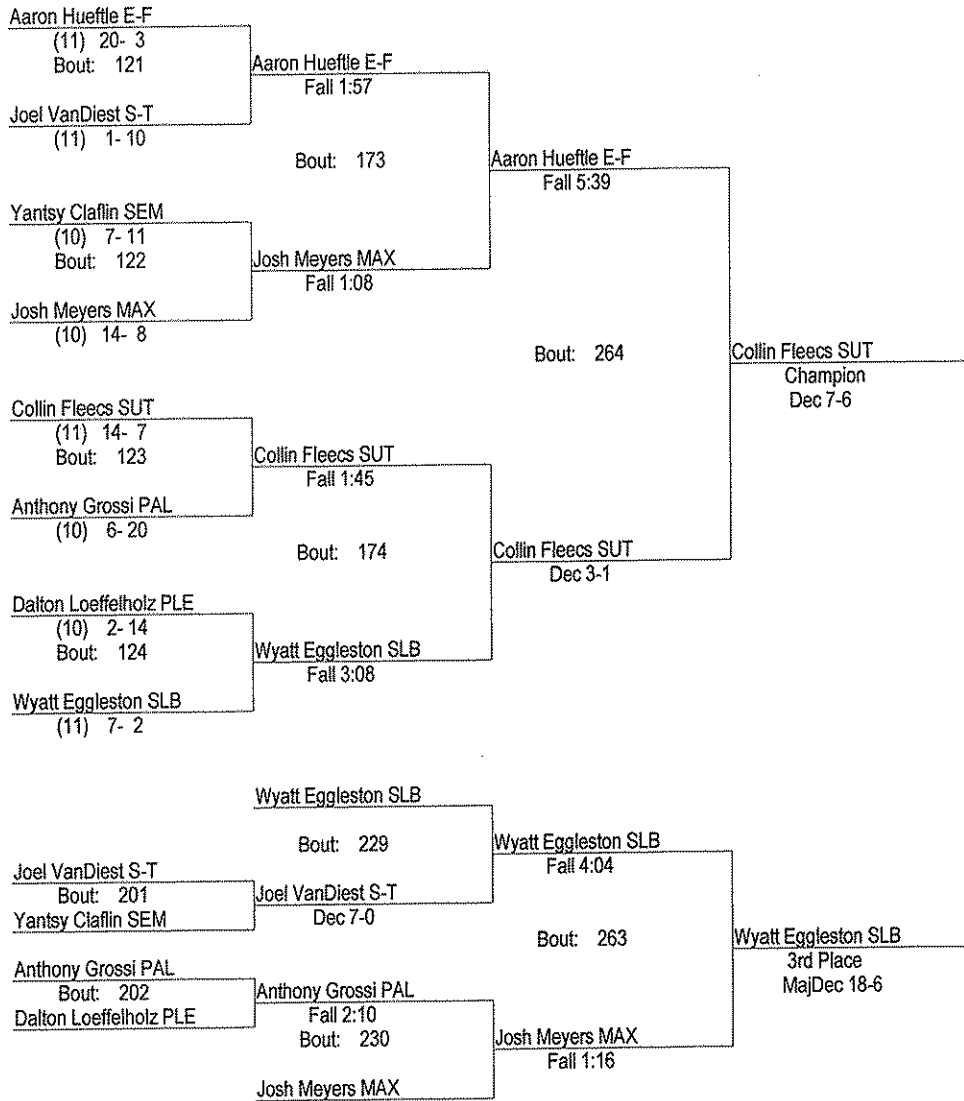 Aaron Hueftle E-F
(11) 20- 3
Bout: 121
Aaron Hueftle E-F
Fall 1:57
Joel VanDiest S-T
(11) 1- 10
Bout: 173
Aaron Hueftle E-F
Fall 5:39
Yantsy Claflin SEM
(10) 7- 11
Bout: 122
Josh Meyers MAX
Fall 1:08
Josh Meyers MAX
(10) 14- 8
Bout: 264
Collin Fleecs SUT
Champion
Dec 7-6
Collin Fleecs SUT
(11) 14- 7
Bout: 123
Collin Fleecs SUT
Fall 1:45
Anthony Grossi PAL
(10) 6- 20
Bout: 174
Collin Fleecs SUT
Dec 3-1
Dalton Loeffelholz PLE
(10) 2- 14
Bout: 124
Wyatt Eggleston SLB
Fall 3:08
Wyatt Eggleston SLB
(11) 7- 2
Wyatt Eggleston SLB
Bout: 229
Wyatt Eggleston SLB
Fall 4:04
Joel VanDiest S-T
Bout: 201
Joel VanDiest S-T
Dec 7-0
Yantsy Claflin SEM
Bout: 263
Wyatt Eggleston SLB
3rd Place
MajDec 18-6
Anthony Grossi PAL
Bout: 202
Anthony Grossi PAL
Fall 2:10
Dalton Loeffelholz PLE
Bout: 230
Josh Meyers MAX
Fall 1:16
Josh Meyers MAX